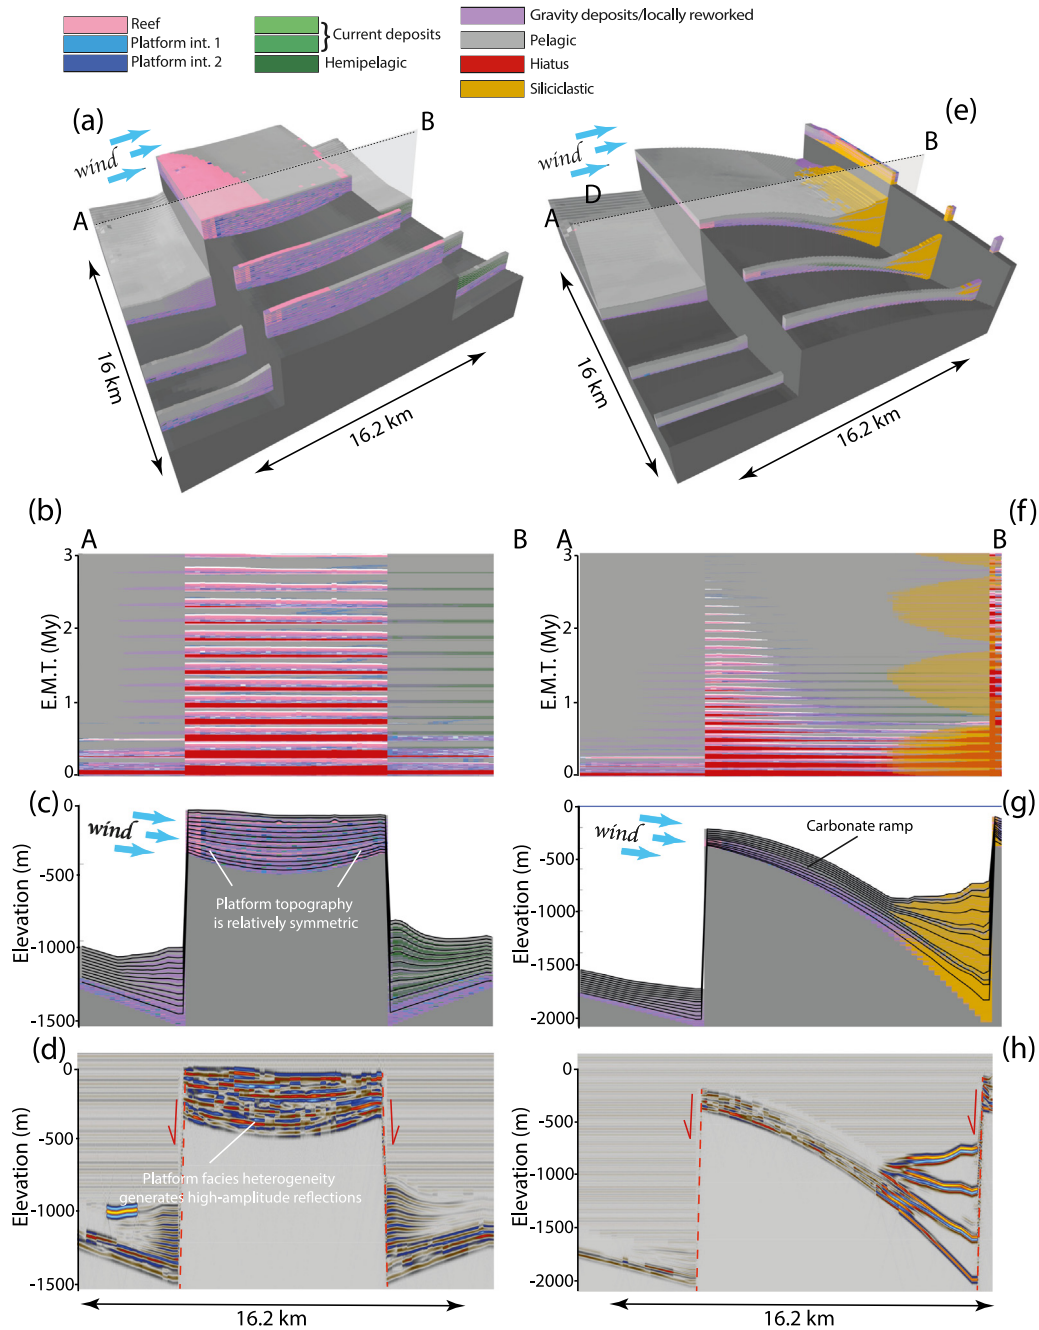 Reef
Platform int. 1
Platform int. 2
Current deposits
Hemipelagic
Gravity deposits/locally reworked
Pelagic
Hiatus
Siliciclastic
(a)
wind
A
B
16 km
16.2 km
(e)
wind
D
A
B
16 km
16.2 km
(b)
A
B
E.M.T. (My)
3
2
1
0
(f)
A
B
E.M.T. (My)
3
2
1
0
(c)
wind
Elevation (m)
0
-500
-1000
-1500
Platform topography
is relatively symmetric
(g)
wind
Carbonate ramp
Elevation (m)
0
-500
-1000
-1500
-2000
(d)
Elevation (m)
0
-500
-1000
-1500
Platform facies heterogeneity
generates high-amplitude reflections
16.2 km
(h)
Elevation (m)
0
-500
-1000
-1500
-2000
16.2 km